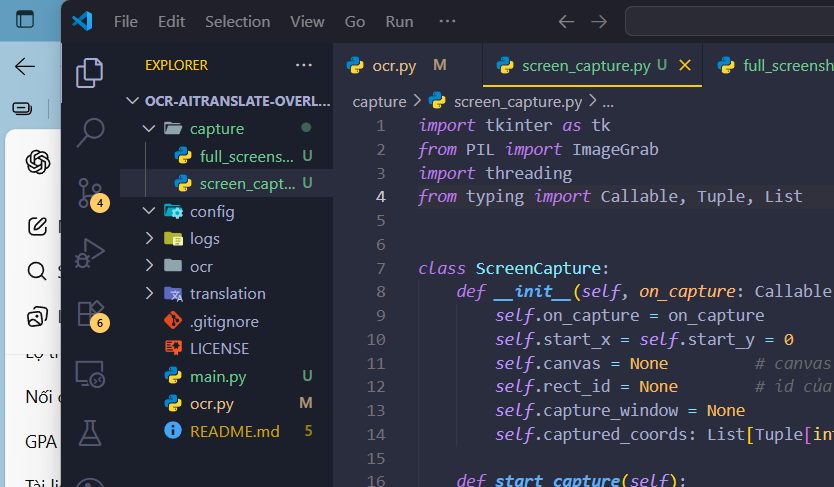 File Edit Selection View Go Run ···
EXPLORER ···
OCR-AITRANSLATE-OVERL...
capture
full_screens... U
screen_capt... U
config
logs
ocr
translation
.gitignore
LICENSE
main.py U
ocr.py M
README.md 5
4
6
Nối
GPA
Tài li
ocr.py M
screen_capture.py U ×
full_screensh
capture > screen_capture.py > ...
1 import tkinter as tk
2 from PIL import ImageGrab
3 import threading
4 from typing import Callable, Tuple, List
5
6
7 class ScreenCapture:
8 def __init__(self, on_capture: Callable
9 self.on_capture = on_capture
10 self.start_x = self.start_y = 0
11 self.canvas = None # canvas
12 self.rect_id = None # id của
13 self.capture_window = None
14 self.captured_coords: List[Tuple[int
15
16 def start_capture(self):